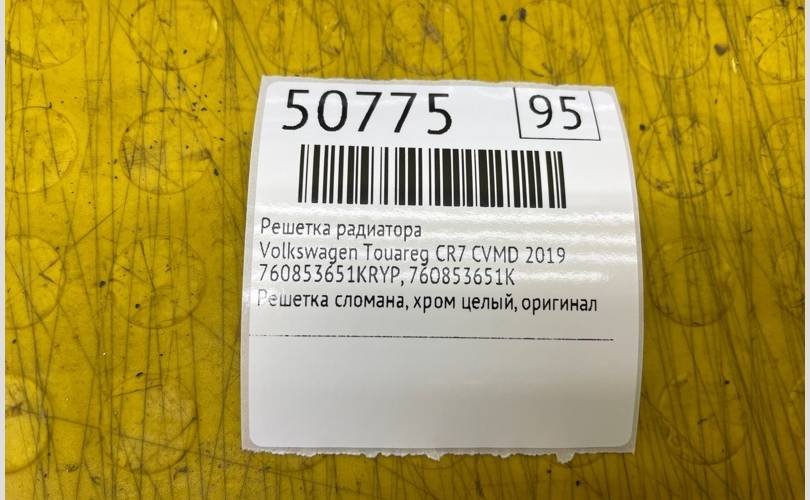 50775 95
Решетка радиатора
Volkswagen Touareg CR7 CVMD 2019
760853651KRYP, 760853651K
Решетка сломана, хром целый, оригинал